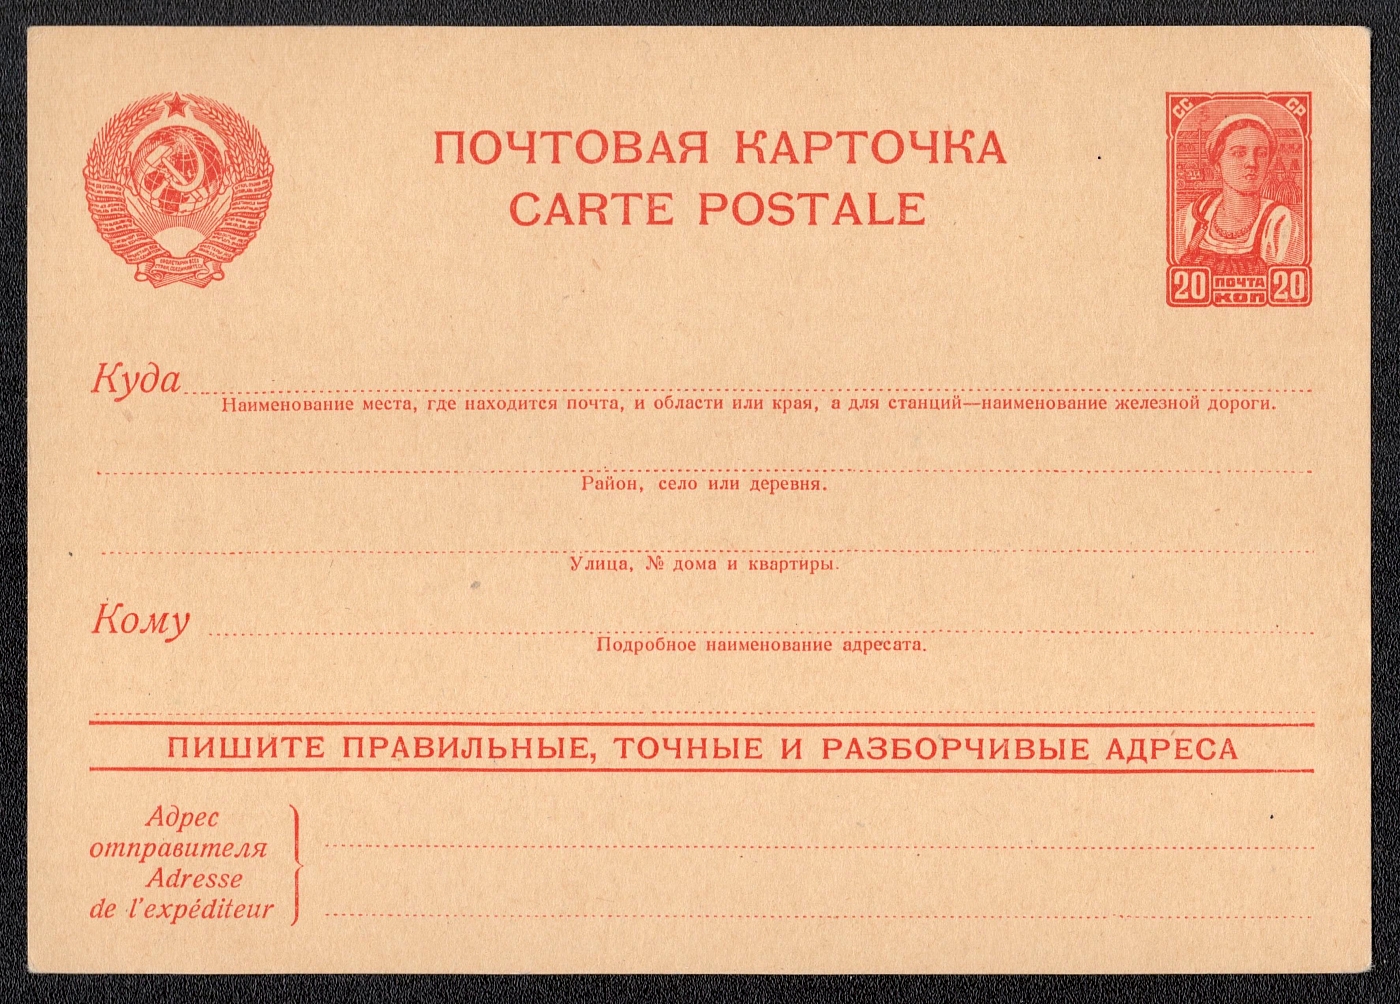 ПОЧТОВАЯ КАРТОЧКА
CARTE POSTALE
СС СР
20 ПОЧТА 20
КОП
Куда
Наименование места, где находится почта, и области или края, а для станций—наименование железной дороги.
Район, село или деревня.
Улица, № дома и квартиры.
Кому
Подробное наименование адресата.
ПИШИТЕ ПРАВИЛЬНЫЕ, ТОЧНЫЕ И РАЗБОРЧИВЫЕ АДРЕСА
Адрес
отправителя
Adresse
de l'expéditeur